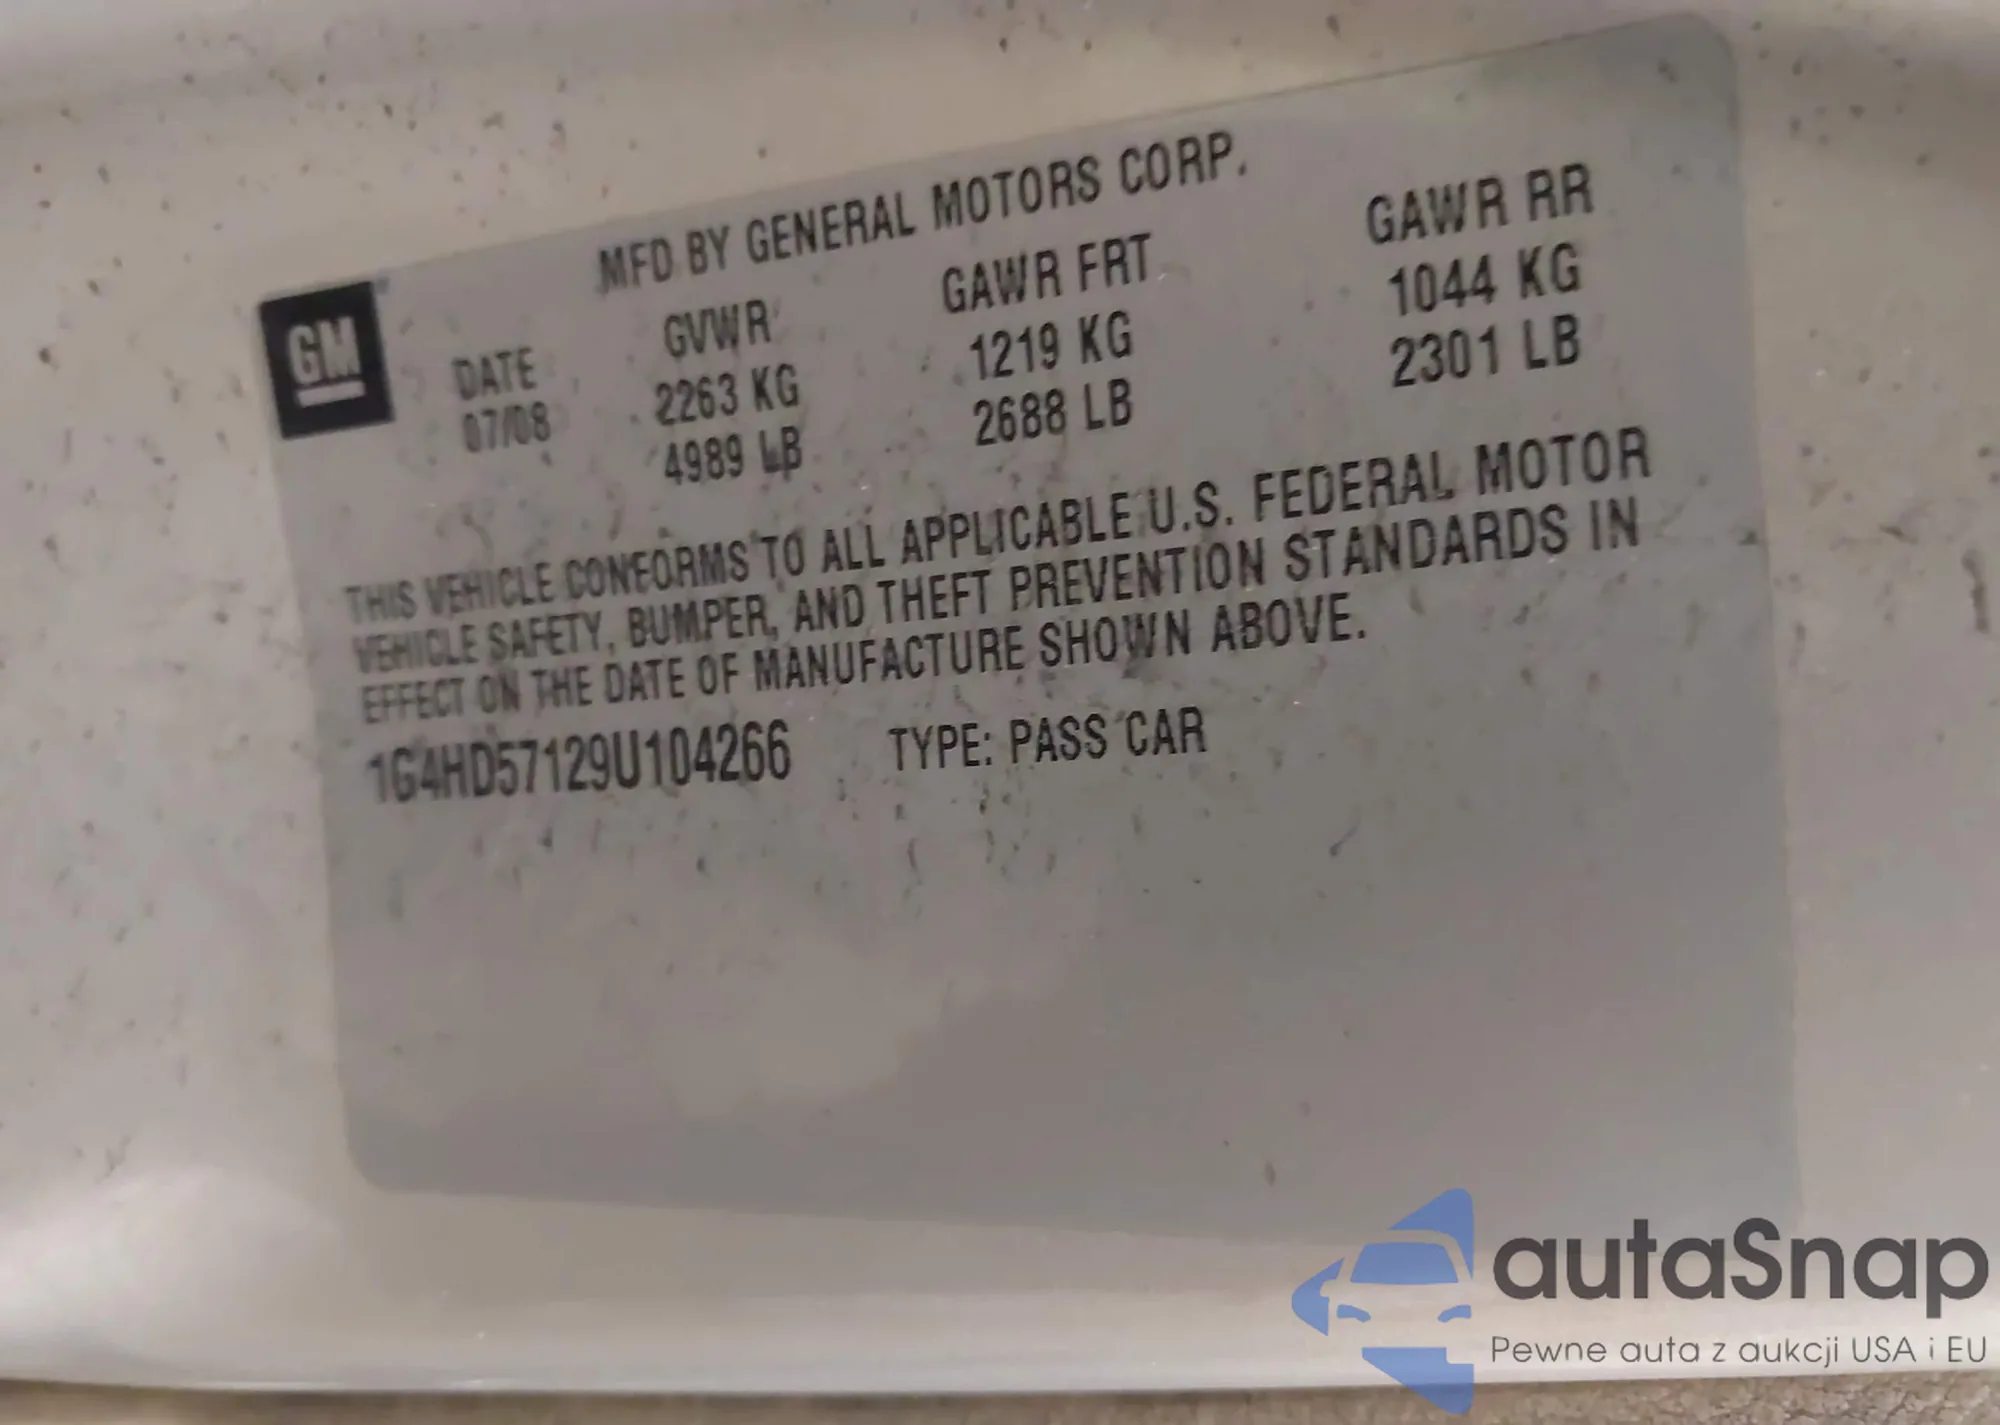 MFD BY GENERAL MOTORS CORP.
GM
DATE GVWR GAWR FRT GAWR RR
07/08 2263 KG 1219 KG 1044 KG
4989 LB 2688 LB 2301 LB
THIS VEHICLE CONFORMS TO ALL APPLICABLE U.S. FEDERAL MOTOR
VEHICLE SAFETY, BUMPER, AND THEFT PREVENTION STANDARDS IN
EFFECT ON THE DATE OF MANUFACTURE SHOWN ABOVE.
1G4HD57129U104266 TYPE: PASS CAR
autaSnap
Pewne auta z aukcji USA i EU